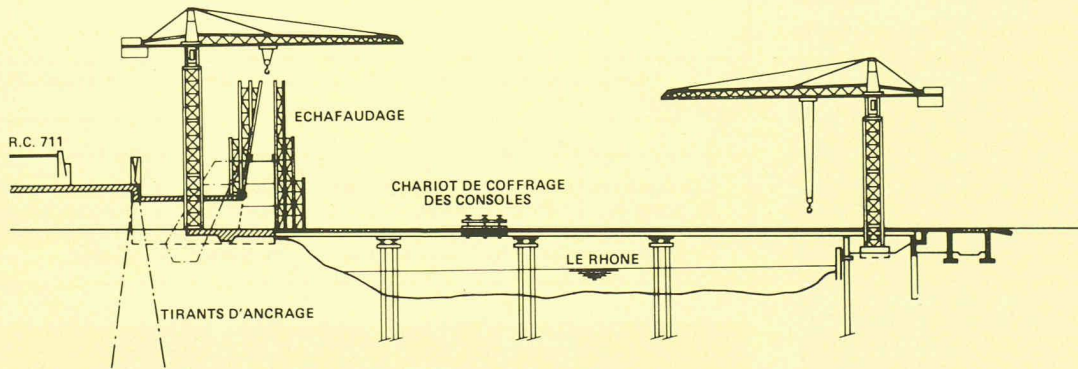 ECHAFAUDAGE
R.C. 711
CHARIOT DE COFFRAGE
DES CONSOLES
LE RHONE
TIRANTS D'ANCRAGE